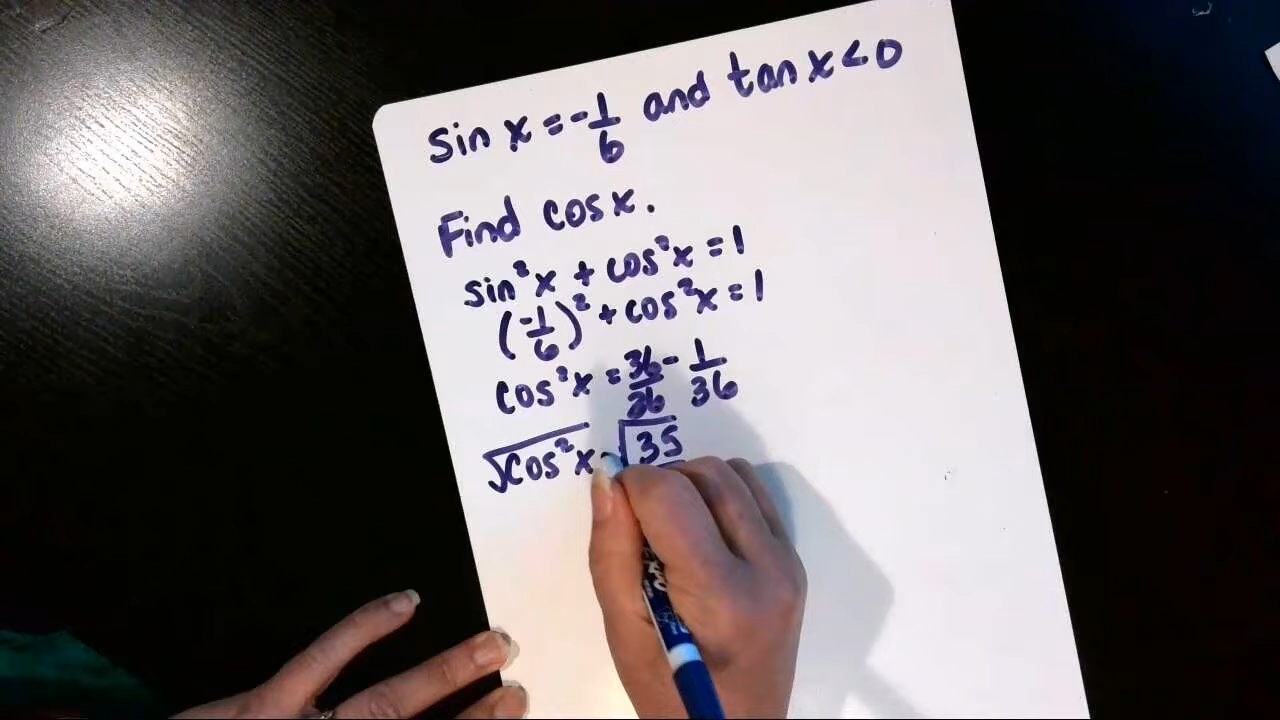 sin x = -1/6 and tan x < 0
Find cos x.
sin²x + cos²x = 1
(-1/6)² + cos²x = 1
cos²x = 36/36 - 1/36
√cos²x = √35